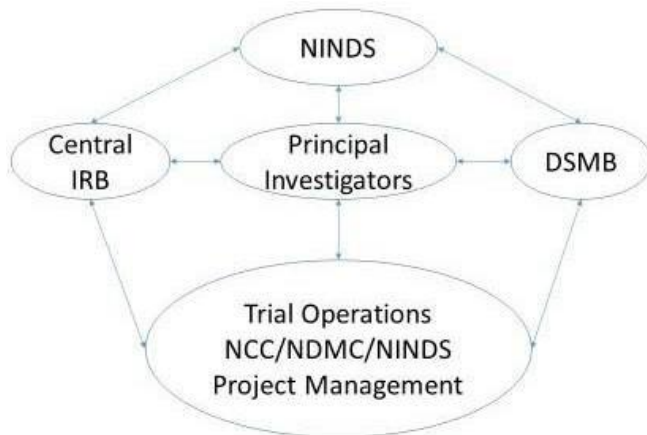 NINDS
Central
IRB
Principal
Investigators
DSMB
Trial Operations
NCC/NDMC/NINDS
Project Management